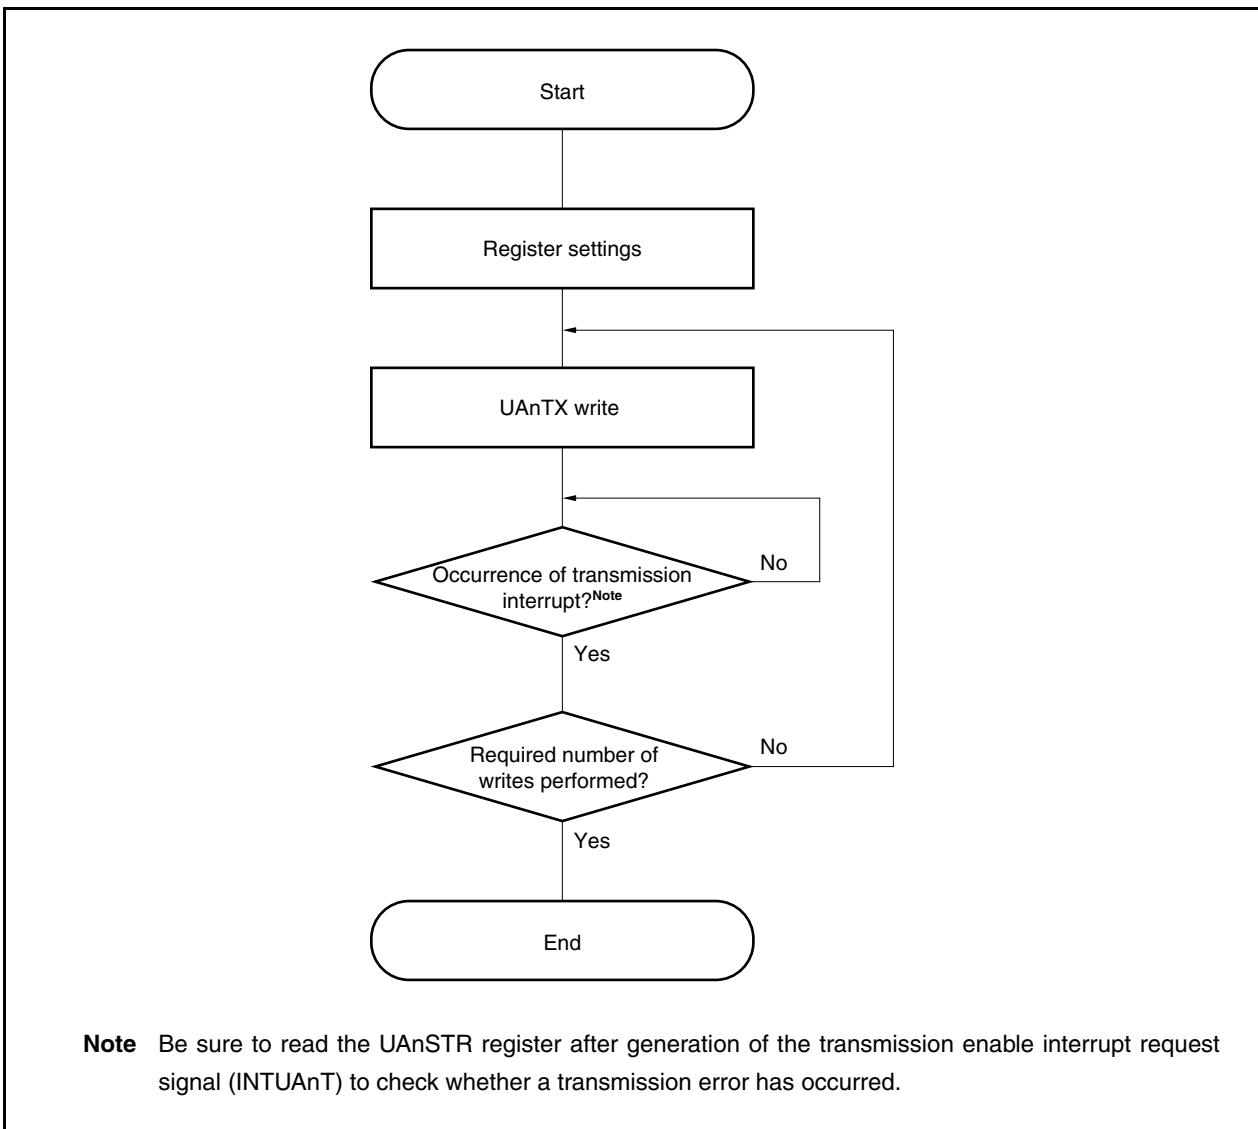 Start
Register settings
UAnTX write
Occurrence of transmission
interrupt?Note
No
Yes
Required number of
writes performed?
No
Yes
End
Note Be sure to read the UAnSTR register after generation of the transmission enable interrupt request
signal (INTUAnT) to check whether a transmission error has occurred.